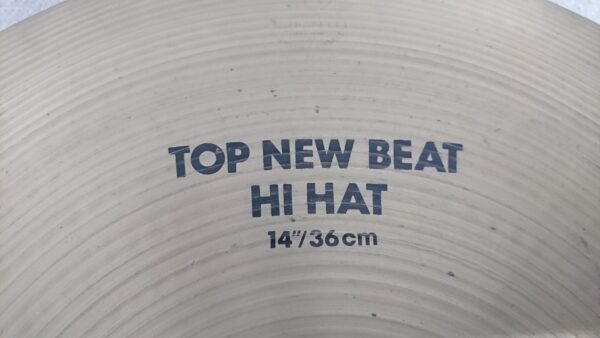 TOP NEW BEAT
HI HAT
14"/36cm